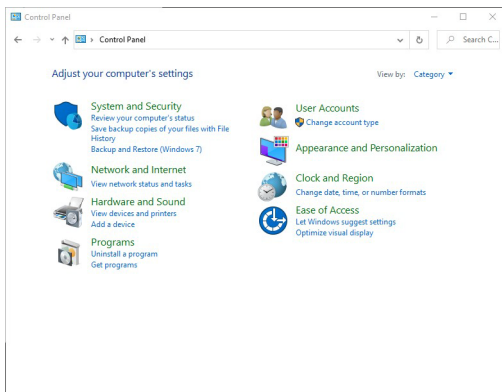 Control Panel
Control Panel
Search C...
Adjust your computer's settings
View by: Category
System and Security
Review your computer's status
Save backup copies of your files with File
History
Backup and Restore (Windows 7)
Network and Internet
View network status and tasks
Hardware and Sound
View devices and printers
Add a device
Programs
Uninstall a program
Get programs
User Accounts
Change account type
Appearance and Personalization
Clock and Region
Change date, time, or number formats
Ease of Access
Let Windows suggest settings
Optimize visual display